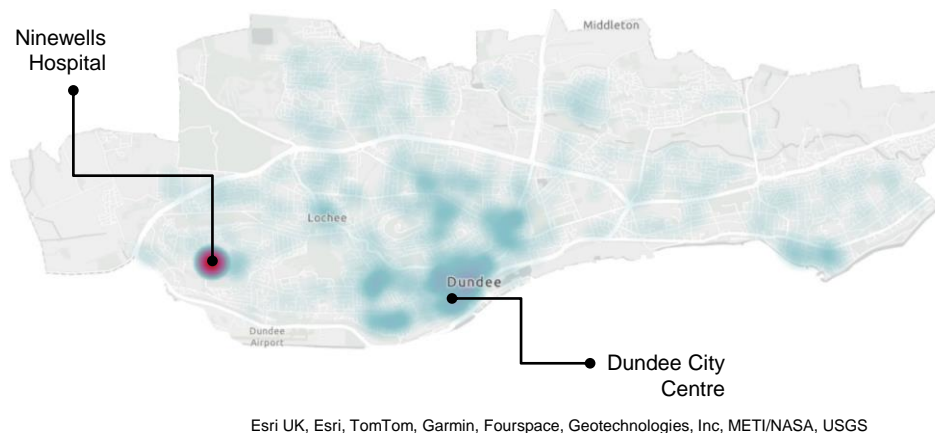 Ninewells
Hospital
Middleton
Lochee
Dundee
Dundee
Airport
Dundee City
Centre
Esri UK, Esri, TomTom, Garmin, Fourspace, Geotechnologies, Inc, METI/NASA, USGS